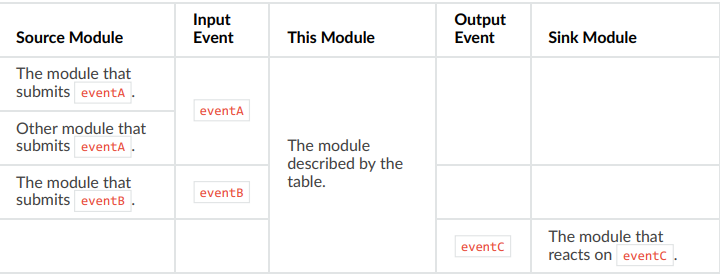 Source Module
Input
Event
This Module
Output
Event
Sink Module
The module that
submits eventA.
eventA
Other module that
submits eventA.
The module
described by the
table.
The module that
submits eventB.
eventB
eventC
The module that
reacts on eventC.